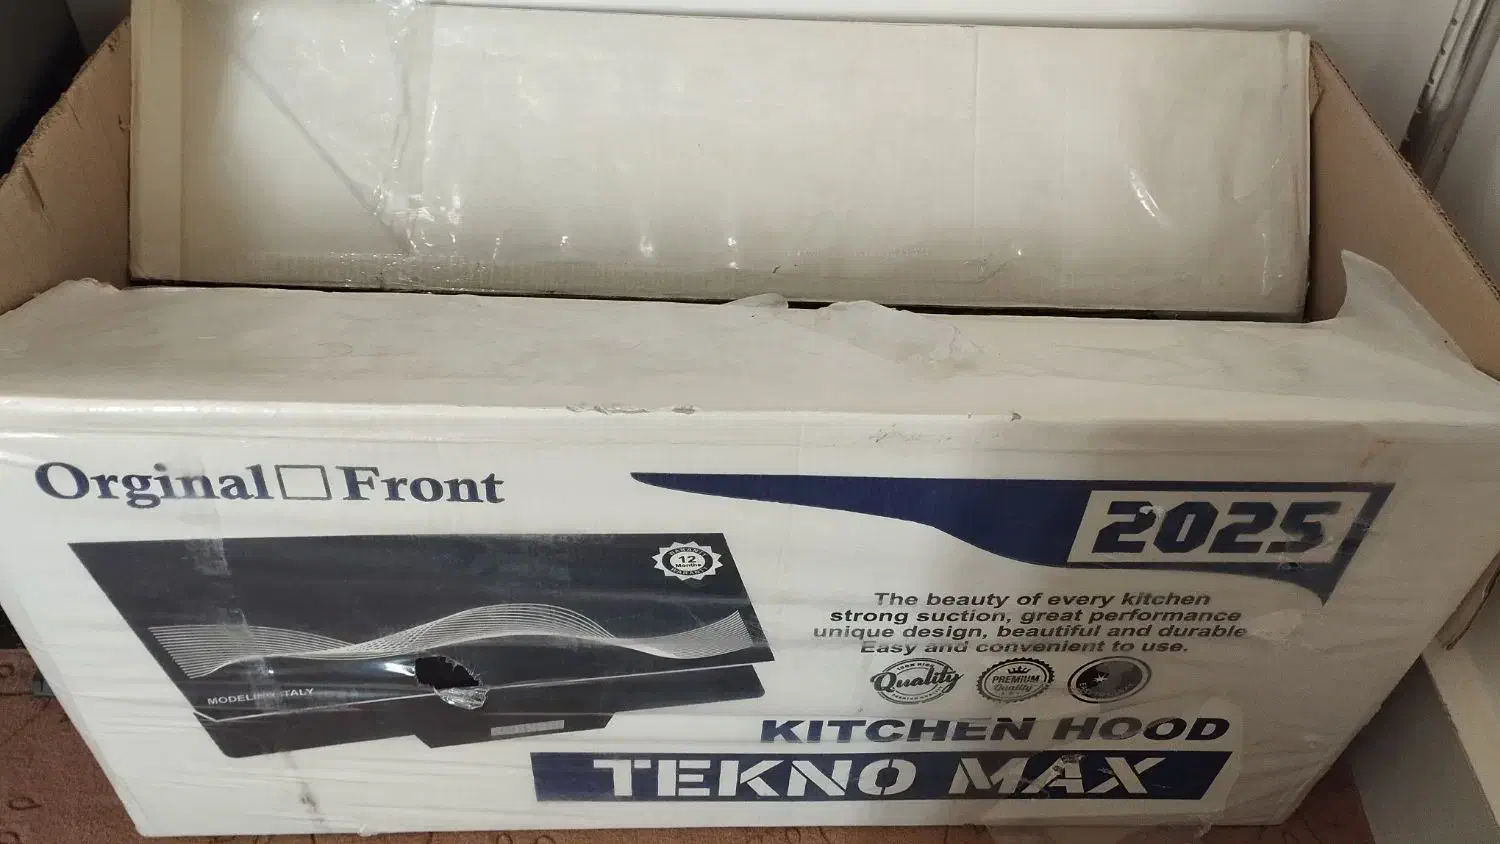 Orginal Front
2025
12
Months
The beauty of every kitchen
strong suction, great performance
unique design, beautiful and durable
Easy and convenient to use.
Quality
PREMIUM
Quality
KITCHEN HOOD
TEKNO MAX